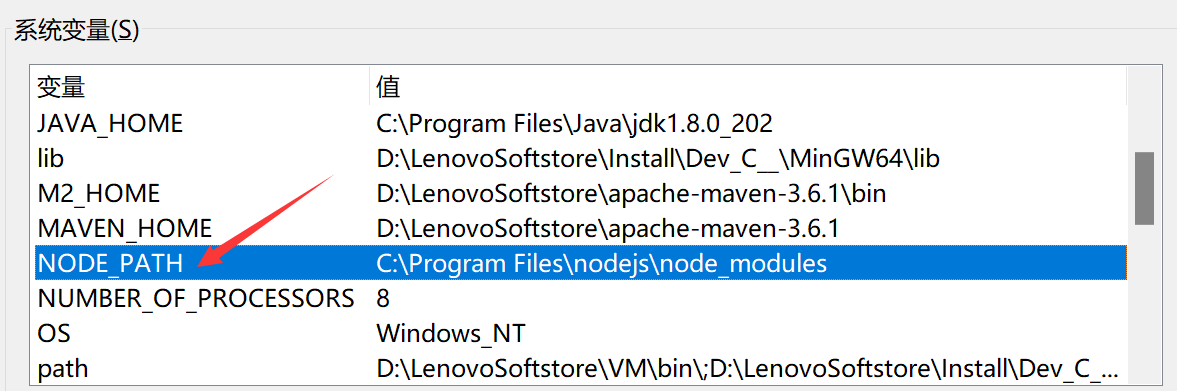 系统变量(S)
变量 值
JAVA_HOME C:\Program Files\Java\jdk1.8.0_202
lib D:\LenovoSoftstore\Install\Dev_C__\MinGW64\lib
M2_HOME D:\LenovoSoftstore\apache-maven-3.6.1\bin
MAVEN_HOME D:\LenovoSoftstore\apache-maven-3.6.1
NODE_PATH C:\Program Files\nodejs\node_modules
NUMBER_OF_PROCESSORS 8
OS Windows_NT
path D:\LenovoSoftstore\VM\bin\;D:\LenovoSoftstore\Install\Dev_C_...